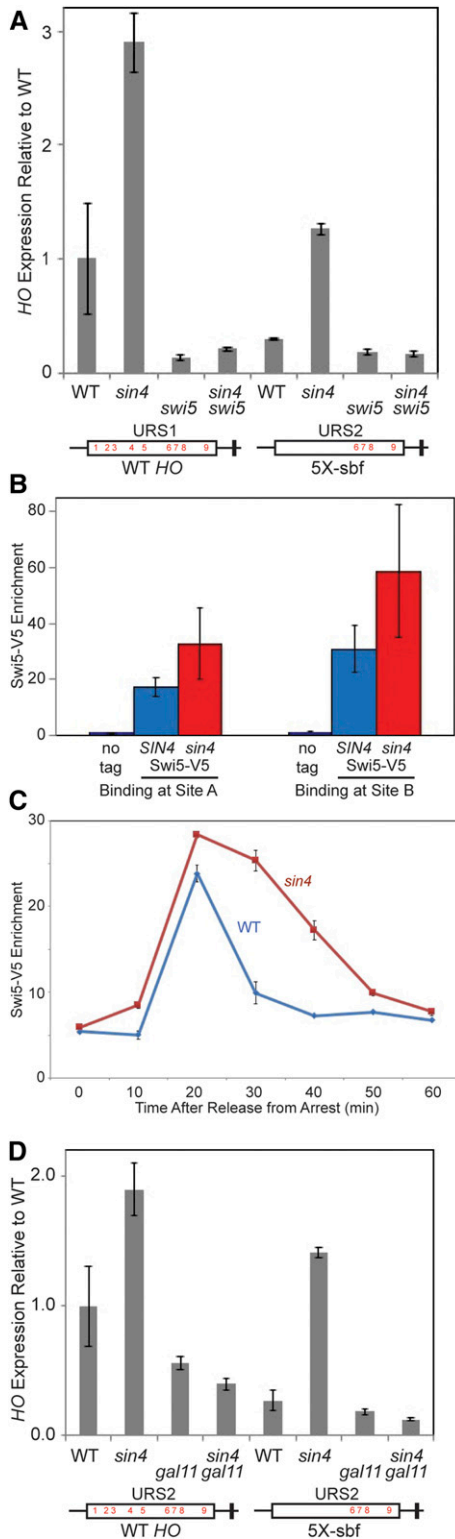 A
HO Expression Relative to WT
3
2
1
0
WT sin4 swi5 sin4 swi5 WT sin4 swi5 sin4 swi5
URS1 URS2
1 2 3 4 5 6 7 8 9 6 7 8 9
WT HO 5X-sbf
B
Swi5-V5 Enrichment
80
60
40
20
0
no tag SIN4 sin4 no tag SIN4 sin4
Swi5-V5 Swi5-V5
Binding at Site A Binding at Site B
C
Swi5-V5 Enrichment
30
20
10
0
sin4
WT
0 10 20 30 40 50 60
Time After Release from Arrest (min)
D
HO Expression Relative to WT
2.0
1.0
0.0
WT sin4 gal11 sin4 gal11 WT sin4 gal11 sin4 gal11
URS2 URS2
1 2 3 4 5 6 7 8 9 6 7 8 9
WT HO 5X-sbf